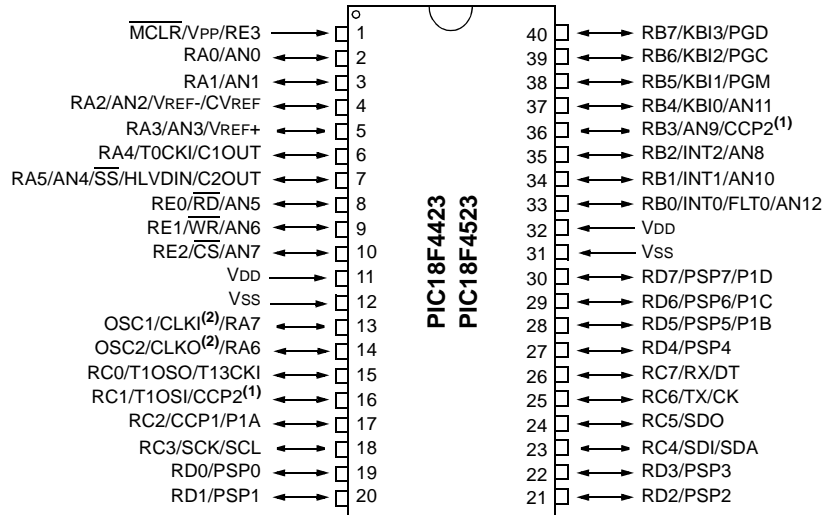 MCLR/VPP/RE3 1
RA0/AN0 2
RA1/AN1 3
RA2/AN2/VREF-/CVREF 4
RA3/AN3/VREF+ 5
RA4/T0CKI/C1OUT 6
RA5/AN4/SS/HLVDIN/C2OUT 7
RE0/RD/AN5 8
RE1/WR/AN6 9
RE2/CS/AN7 10
VDD 11
VSS 12
OSC1/CLKI(2)/RA7 13
OSC2/CLKO(2)/RA6 14
RC0/T1OSO/T13CKI 15
RC1/T1OSI/CCP2(1) 16
RC2/CCP1/P1A 17
RC3/SCK/SCL 18
RD0/PSP0 19
RD1/PSP1 20
PIC18F4423
PIC18F4523
40 RB7/KBI3/PGD
39 RB6/KBI2/PGC
38 RB5/KBI1/PGM
37 RB4/KBI0/AN11
36 RB3/AN9/CCP2(1)
35 RB2/INT2/AN8
34 RB1/INT1/AN10
33 RB0/INT0/FLT0/AN12
32 VDD
31 VSS
30 RD7/PSP7/P1D
29 RD6/PSP6/P1C
28 RD5/PSP5/P1B
27 RD4/PSP4
26 RC7/RX/DT
25 RC6/TX/CK
24 RC5/SDO
23 RC4/SDI/SDA
22 RD3/PSP3
21 RD2/PSP2